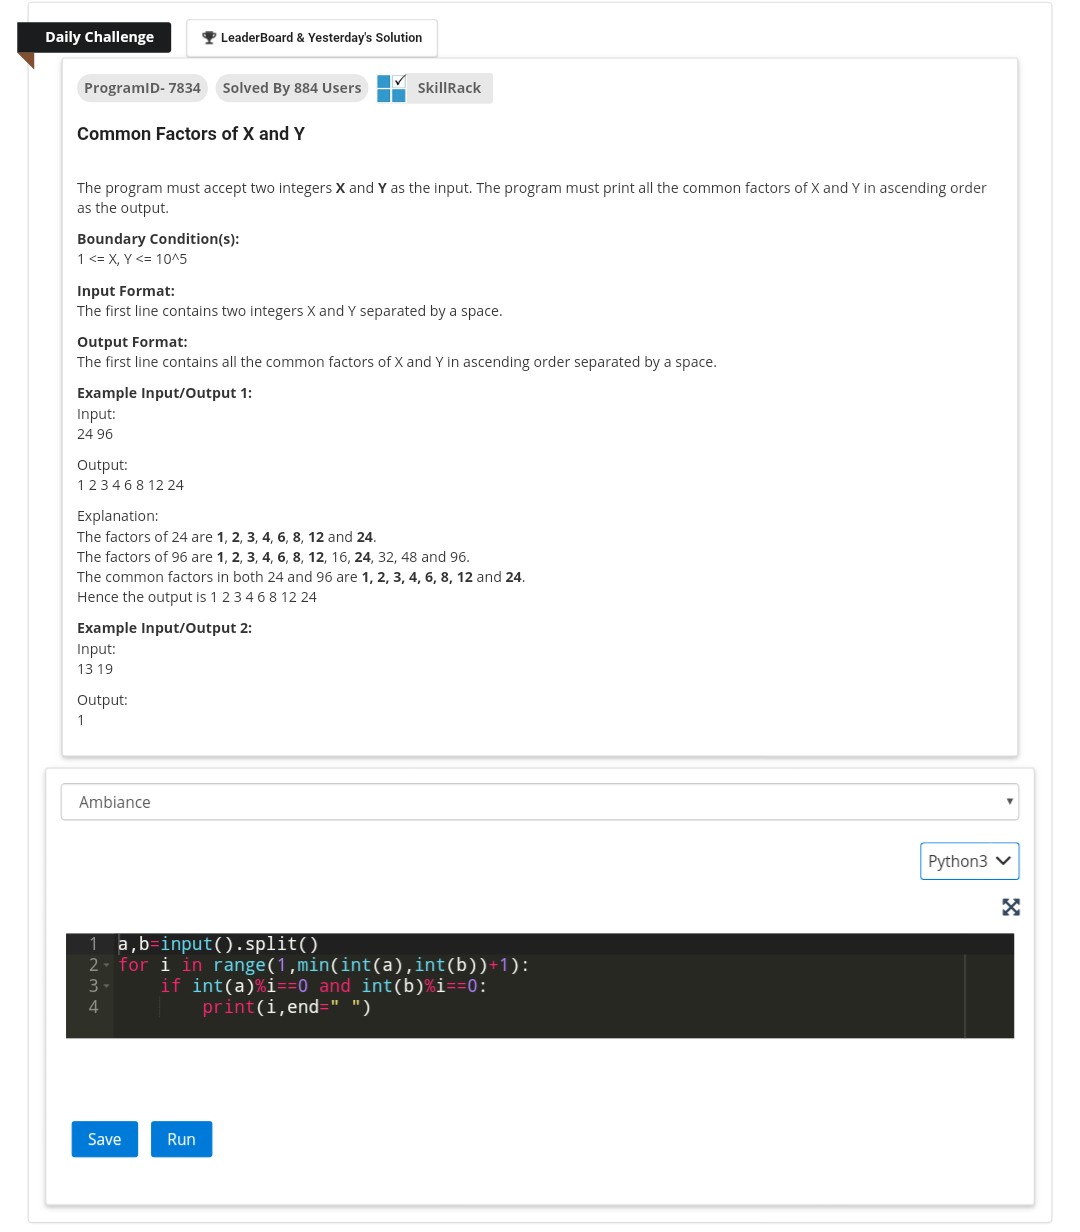 Daily Challenge
LeaderBoard & Yesterday's Solution
ProgramID- 7834
Solved By 884 Users
SkillRack
Common Factors of X and Y
The program must accept two integers X and Y as the input. The program must print all the common factors of X and Y in ascending order
as the output.
Boundary Condition(s):
1 <= X, Y <= 10^5
Input Format:
The first line contains two integers X and Y separated by a space.
Output Format:
The first line contains all the common factors of X and Y in ascending order separated by a space.
Example Input/Output 1:
Input:
24 96
Output:
1 2 3 4 6 8 12 24
Explanation:
The factors of 24 are 1, 2, 3, 4, 6, 8, 12 and 24.
The factors of 96 are 1, 2, 3, 4, 6, 8, 12, 16, 24, 32, 48 and 96.
The common factors in both 24 and 96 are 1, 2, 3, 4, 6, 8, 12 and 24.
Hence the output is 1 2 3 4 6 8 12 24
Example Input/Output 2:
Input:
13 19
Output:
1
Ambiance
Python3
1 a,b=input().split()
2 for i in range(1,min(int(a),int(b))+1):
3     if int(a)%i==0 and int(b)%i==0:
4         print(i,end=" ")
Save
Run